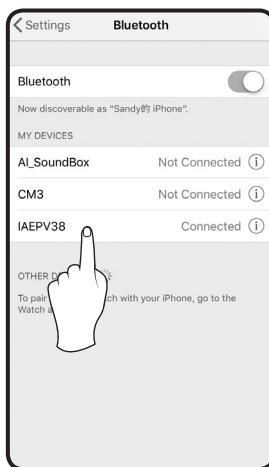 Settings Bluetooth
Bluetooth
Now discoverable as "Sandy的 iPhone".
MY DEVICES
AI_SoundBox Not Connected
CM3 Not Connected
IAEPV38 Connected
OTHER
To pair with your iPhone, go to the
Watch